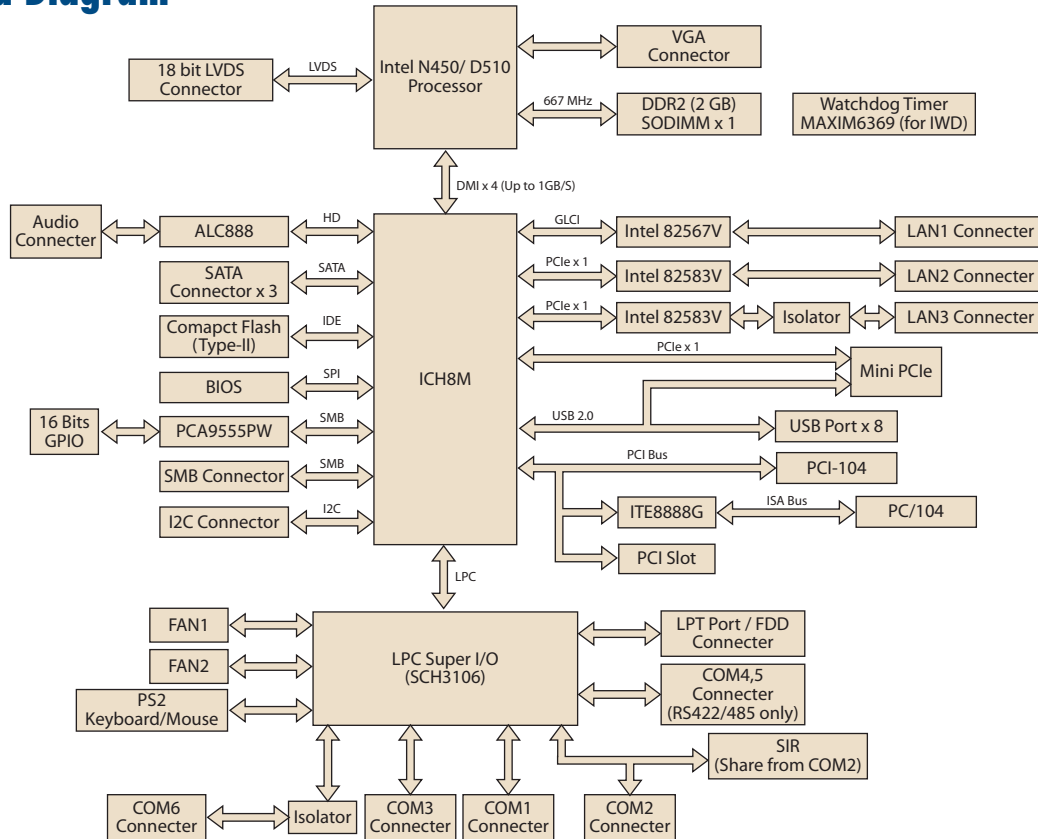 Diagram
Intel N450/ D510
Processor
VGA
Connector
18 bit LVDS
Connector
LVDS
667 MHz
DDR2 (2 GB)
SODIMM x 1
Watchdog Timer
MAXIM6369 (for IWD)
DMI x 4 (Up to 1GB/S)
Audio
Connecter
ALC888
HD
ICH8M
GLCI
Intel 82567V
LAN1 Connecter
SATA
Connector x 3
SATA
PCIe x 1
Intel 82583V
LAN2 Connecter
Comapct Flash
(Type-II)
IDE
PCIe x 1
Intel 82583V
Isolator
LAN3 Connecter
PCIe x 1
Mini PCIe
BIOS
SPI
16 Bits
GPIO
PCA9555PW
SMB
USB 2.0
USB Port x 8
SMB Connector
SMB
PCI Bus
PCI-104
I2C Connector
I2C
ITE8888G
ISA Bus
PC/104
PCI Slot
LPC
FAN1
FAN2
PS2
Keyboard/Mouse
LPC Super I/O
(SCH3106)
LPT Port / FDD
Connecter
COM4,5
Connecter
(RS422/485 only)
SIR
(Share from COM2)
COM6
Connecter
Isolator
COM3
Connecter
COM1
Connecter
COM2
Connecter